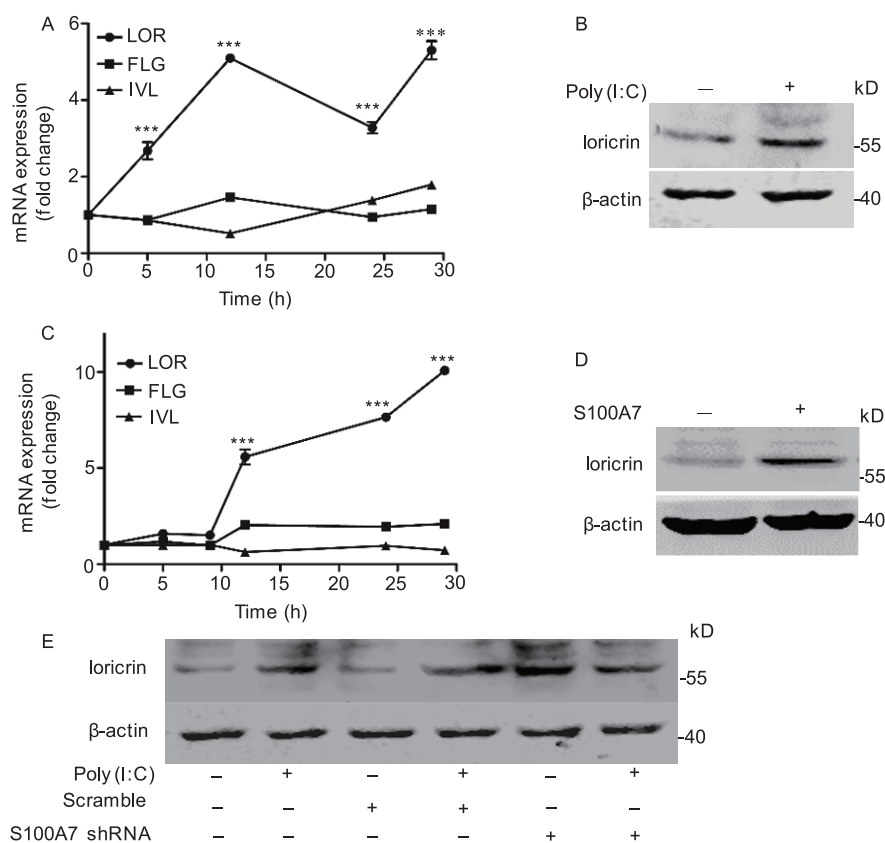 A
LOR
FLG
IVL
***
***
***
***
mRNA expression
(fold change)
6
4
2
0
0 5 10 15 20 25 30
Time (h)
B
Poly (I:C) – + kD
loricrin -55
β-actin -40
C
LOR
FLG
IVL
***
***
***
mRNA expression
(fold change)
10
5
0
0 5 10 15 20 25 30
Time (h)
D
S100A7 – + kD
loricrin -55
β-actin -40
E
kD
loricrin -55
β-actin -40
Poly (I:C) – + – + – +
Scramble – – + + – –
S100A7 shRNA – – – – + +